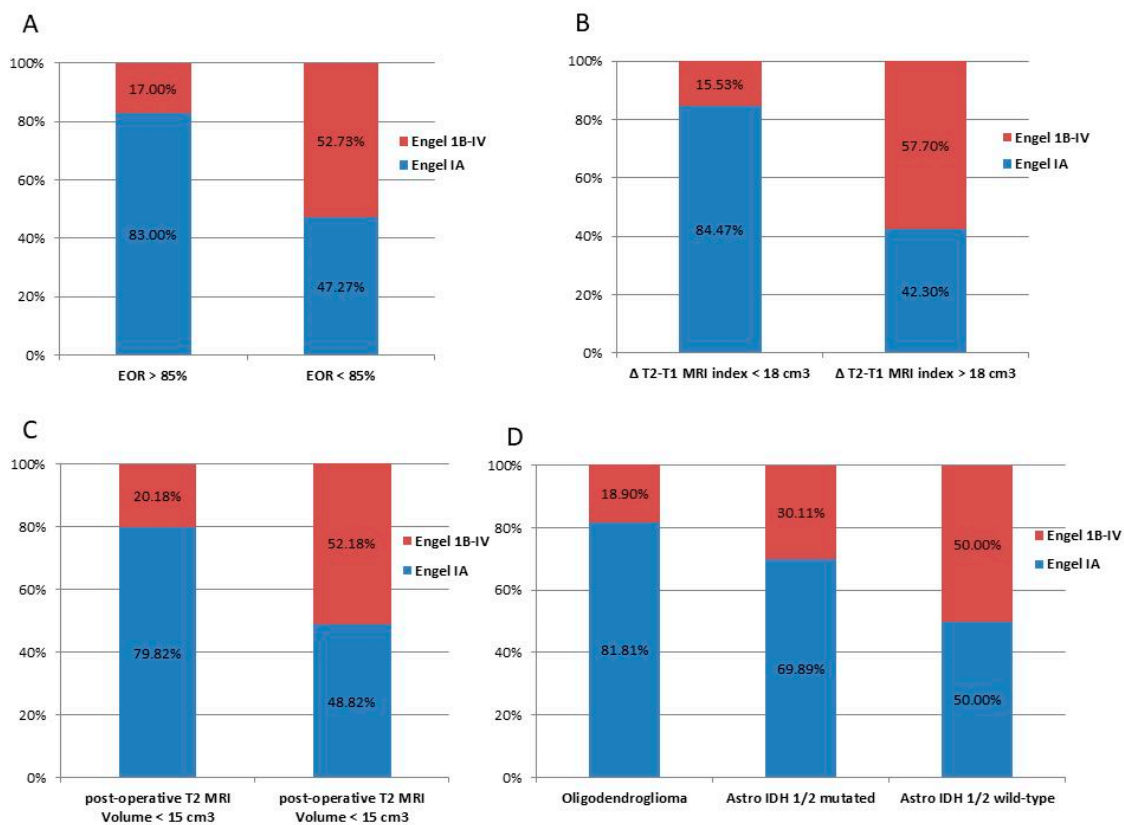 A
100%
80%
60%
40%
20%
0%
17.00%
83.00%
52.73%
47.27%
Engel 1B-IV
Engel IA
EOR > 85%
EOR < 85%
B
100%
80%
60%
40%
20%
0%
15.53%
84.47%
57.70%
42.30%
Engel 1B-IV
Engel IA
Δ T2-T1 MRI index < 18 cm3
Δ T2-T1 MRI index > 18 cm3
C
100%
80%
60%
40%
20%
0%
20.18%
79.82%
52.18%
48.82%
Engel 1B-IV
Engel IA
post-operative T2 MRI
Volume < 15 cm3
post-operative T2 MRI
Volume < 15 cm3
D
100%
80%
60%
40%
20%
0%
18.90%
81.81%
30.11%
69.89%
50.00%
50.00%
Engel 1B-IV
Engel IA
Oligodendroglioma
Astro IDH 1/2 mutated
Astro IDH 1/2 wild-type